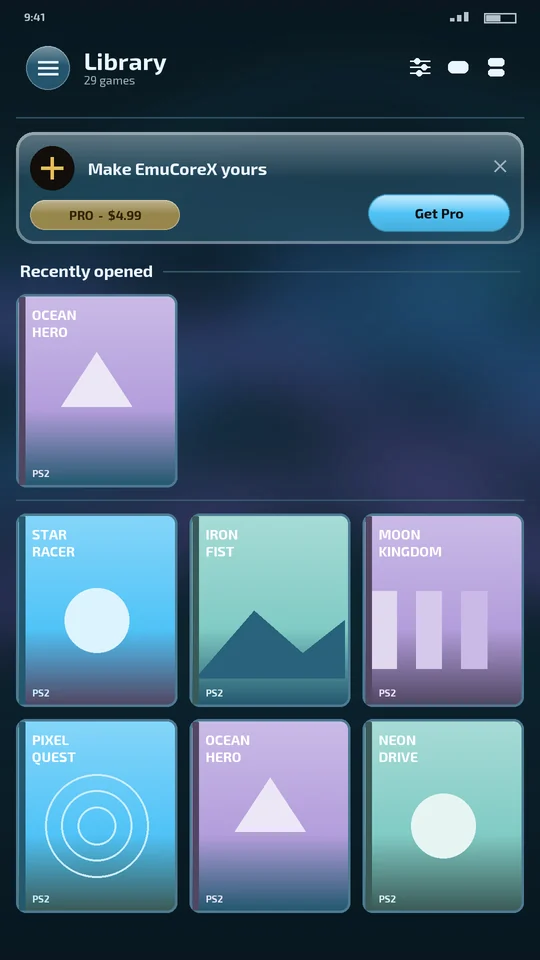 9:41
Library
29 games
Make EmuCoreX yours
PRO - $4.99
Get Pro
Recently opened
OCEAN
HERO
PS2
STAR
RACER
PS2
IRON
FIST
PS2
MOON
KINGDOM
PS2
PIXEL
QUEST
PS2
OCEAN
HERO
PS2
NEON
DRIVE
PS2